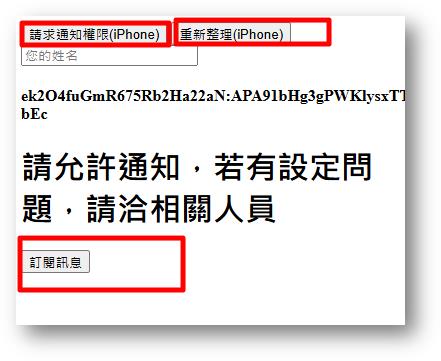 請求通知權限(iPhone) 重新整理(iPhone)
您的姓名
ek2O4fuGmR675Rb2Ha22aN:APA91bHg3gPWKlysxTT
bEc
請允許通知，若有設定問
題，請洽相關人員
訂閱訊息